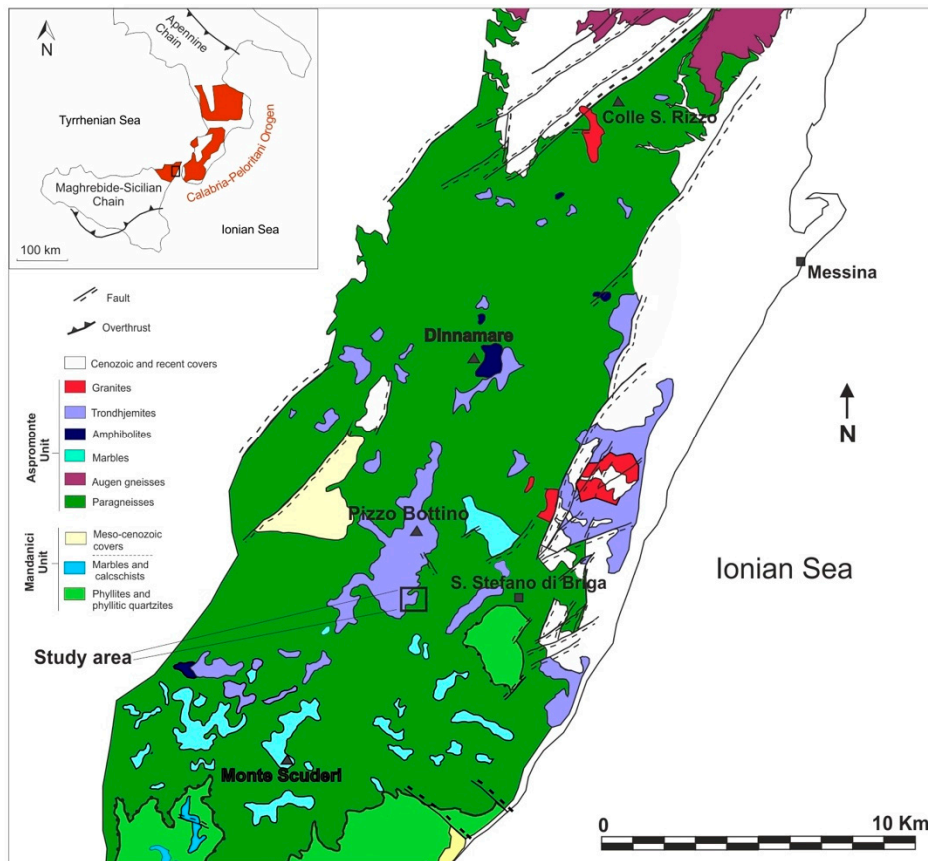 N
Apennine
Chain
Tyrrhenian Sea
Calabria-Peloritani Orogen
Maghrebide-Sicilian
Chain
Ionian Sea
100 km
Fault
Overthrust
Cenozoic and recent covers
Aspromonte
Unit
Granites
Trondhjemites
Amphibolites
Marbles
Augen gneisses
Paragneisses
Mandanici
Unit
Meso-cenozoic
covers
Marbles and
calcschists
Phyllites and
phyllitic quartzites
Colle S. Rizzo
Messina
Dinnamare
N
Pizzo Bottino
S. Stefano di Briga
Ionian Sea
Study area
Monte Scuderi
0
10 Km